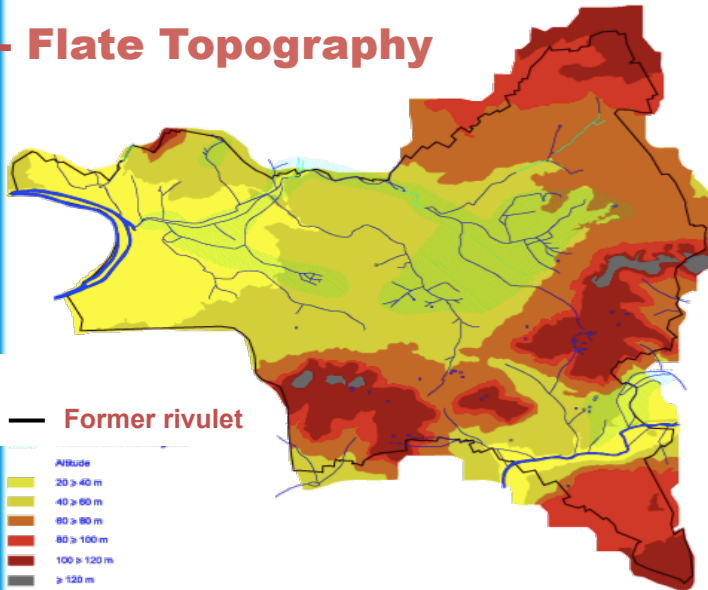 - Flate Topography
Former rivulet
Altitude
20 ≥ 40 m
40 ≥ 60 m
60 ≥ 80 m
80 ≥ 100 m
100 ≥ 120 m
≥ 120 m